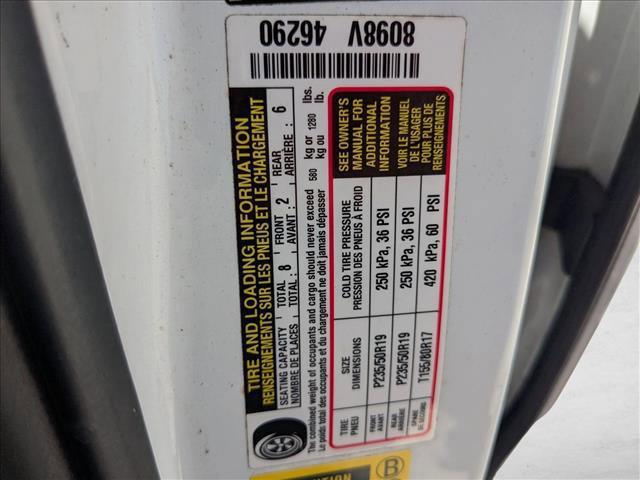 8098V 46290
TIRE AND LOADING INFORMATION
RENSEIGNEMENTS SUR LES PNEUS ET LE CHARGEMENT
SEATING CAPACITY TOTAL : 8 FRONT : 2 REAR : 6
NOMBRE DE PLACES TOTAL : 8 AVANT : 2 ARRIÈRE : 6
The combined weight of occupants and cargo should never exceed 580 kg or 1280 lbs.
Le poids total des occupants et du chargement ne doit jamais dépasser 580 kg ou 1280 lb.
TIRE SIZE COLD TIRE PRESSURE
PNEU DIMENSIONS PRESSION DES PNEUS À FROID
FRONT
AVANT P235/50R19 250 kPa, 36 PSI
REAR
ARRIÈRE P235/50R19 250 kPa, 36 PSI
SPARE
DE SECOURS T155/80R17 420 kPa, 60 PSI
SEE OWNER'S
MANUAL FOR
ADDITIONAL
INFORMATION
VOIR LE MANUEL
DE L'USAGER
POUR PLUS DE
RENSEIGNEMENTS
B